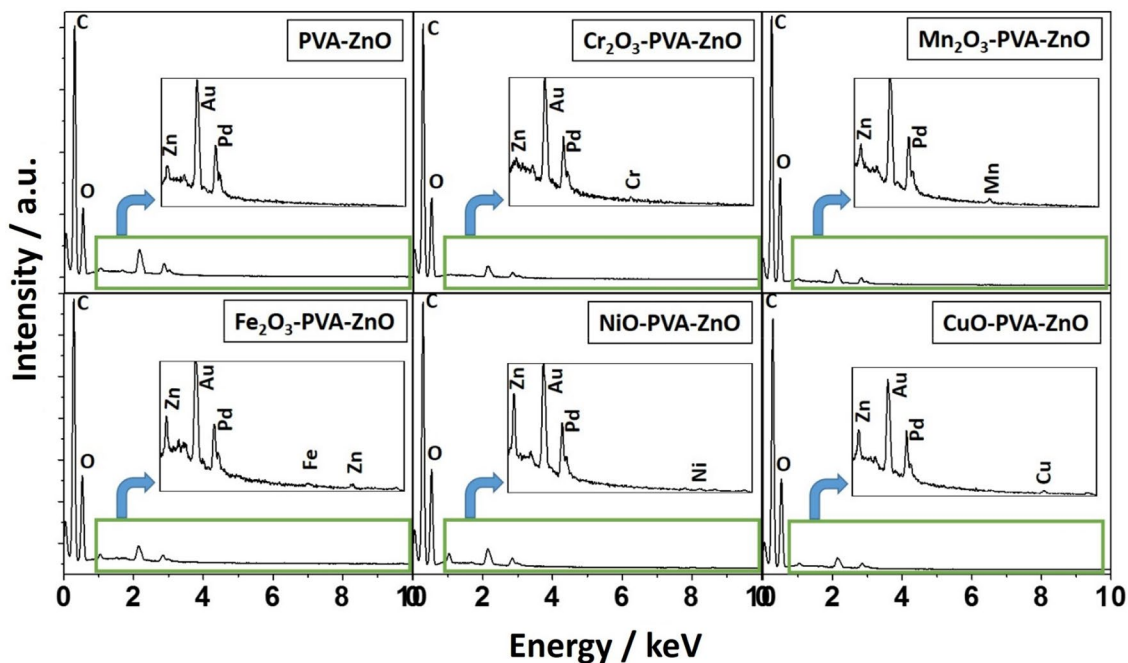 Intensity / a.u.
C
O
PVA-ZnO
Zn
Au
Pd
C
O
Cr₂O₃-PVA-ZnO
Zn
Au
Pd
Cr
C
O
Mn₂O₃-PVA-ZnO
Zn
Pd
Mn
C
O
Fe₂O₃-PVA-ZnO
Zn
Au
Pd
Fe
Zn
C
O
NiO-PVA-ZnO
Zn
Au
Pd
Ni
C
O
CuO-PVA-ZnO
Zn
Au
Pd
Cu
0 2 4 6 8 10
0 2 4 6 8 10
0 2 4 6 8 10
Energy / keV